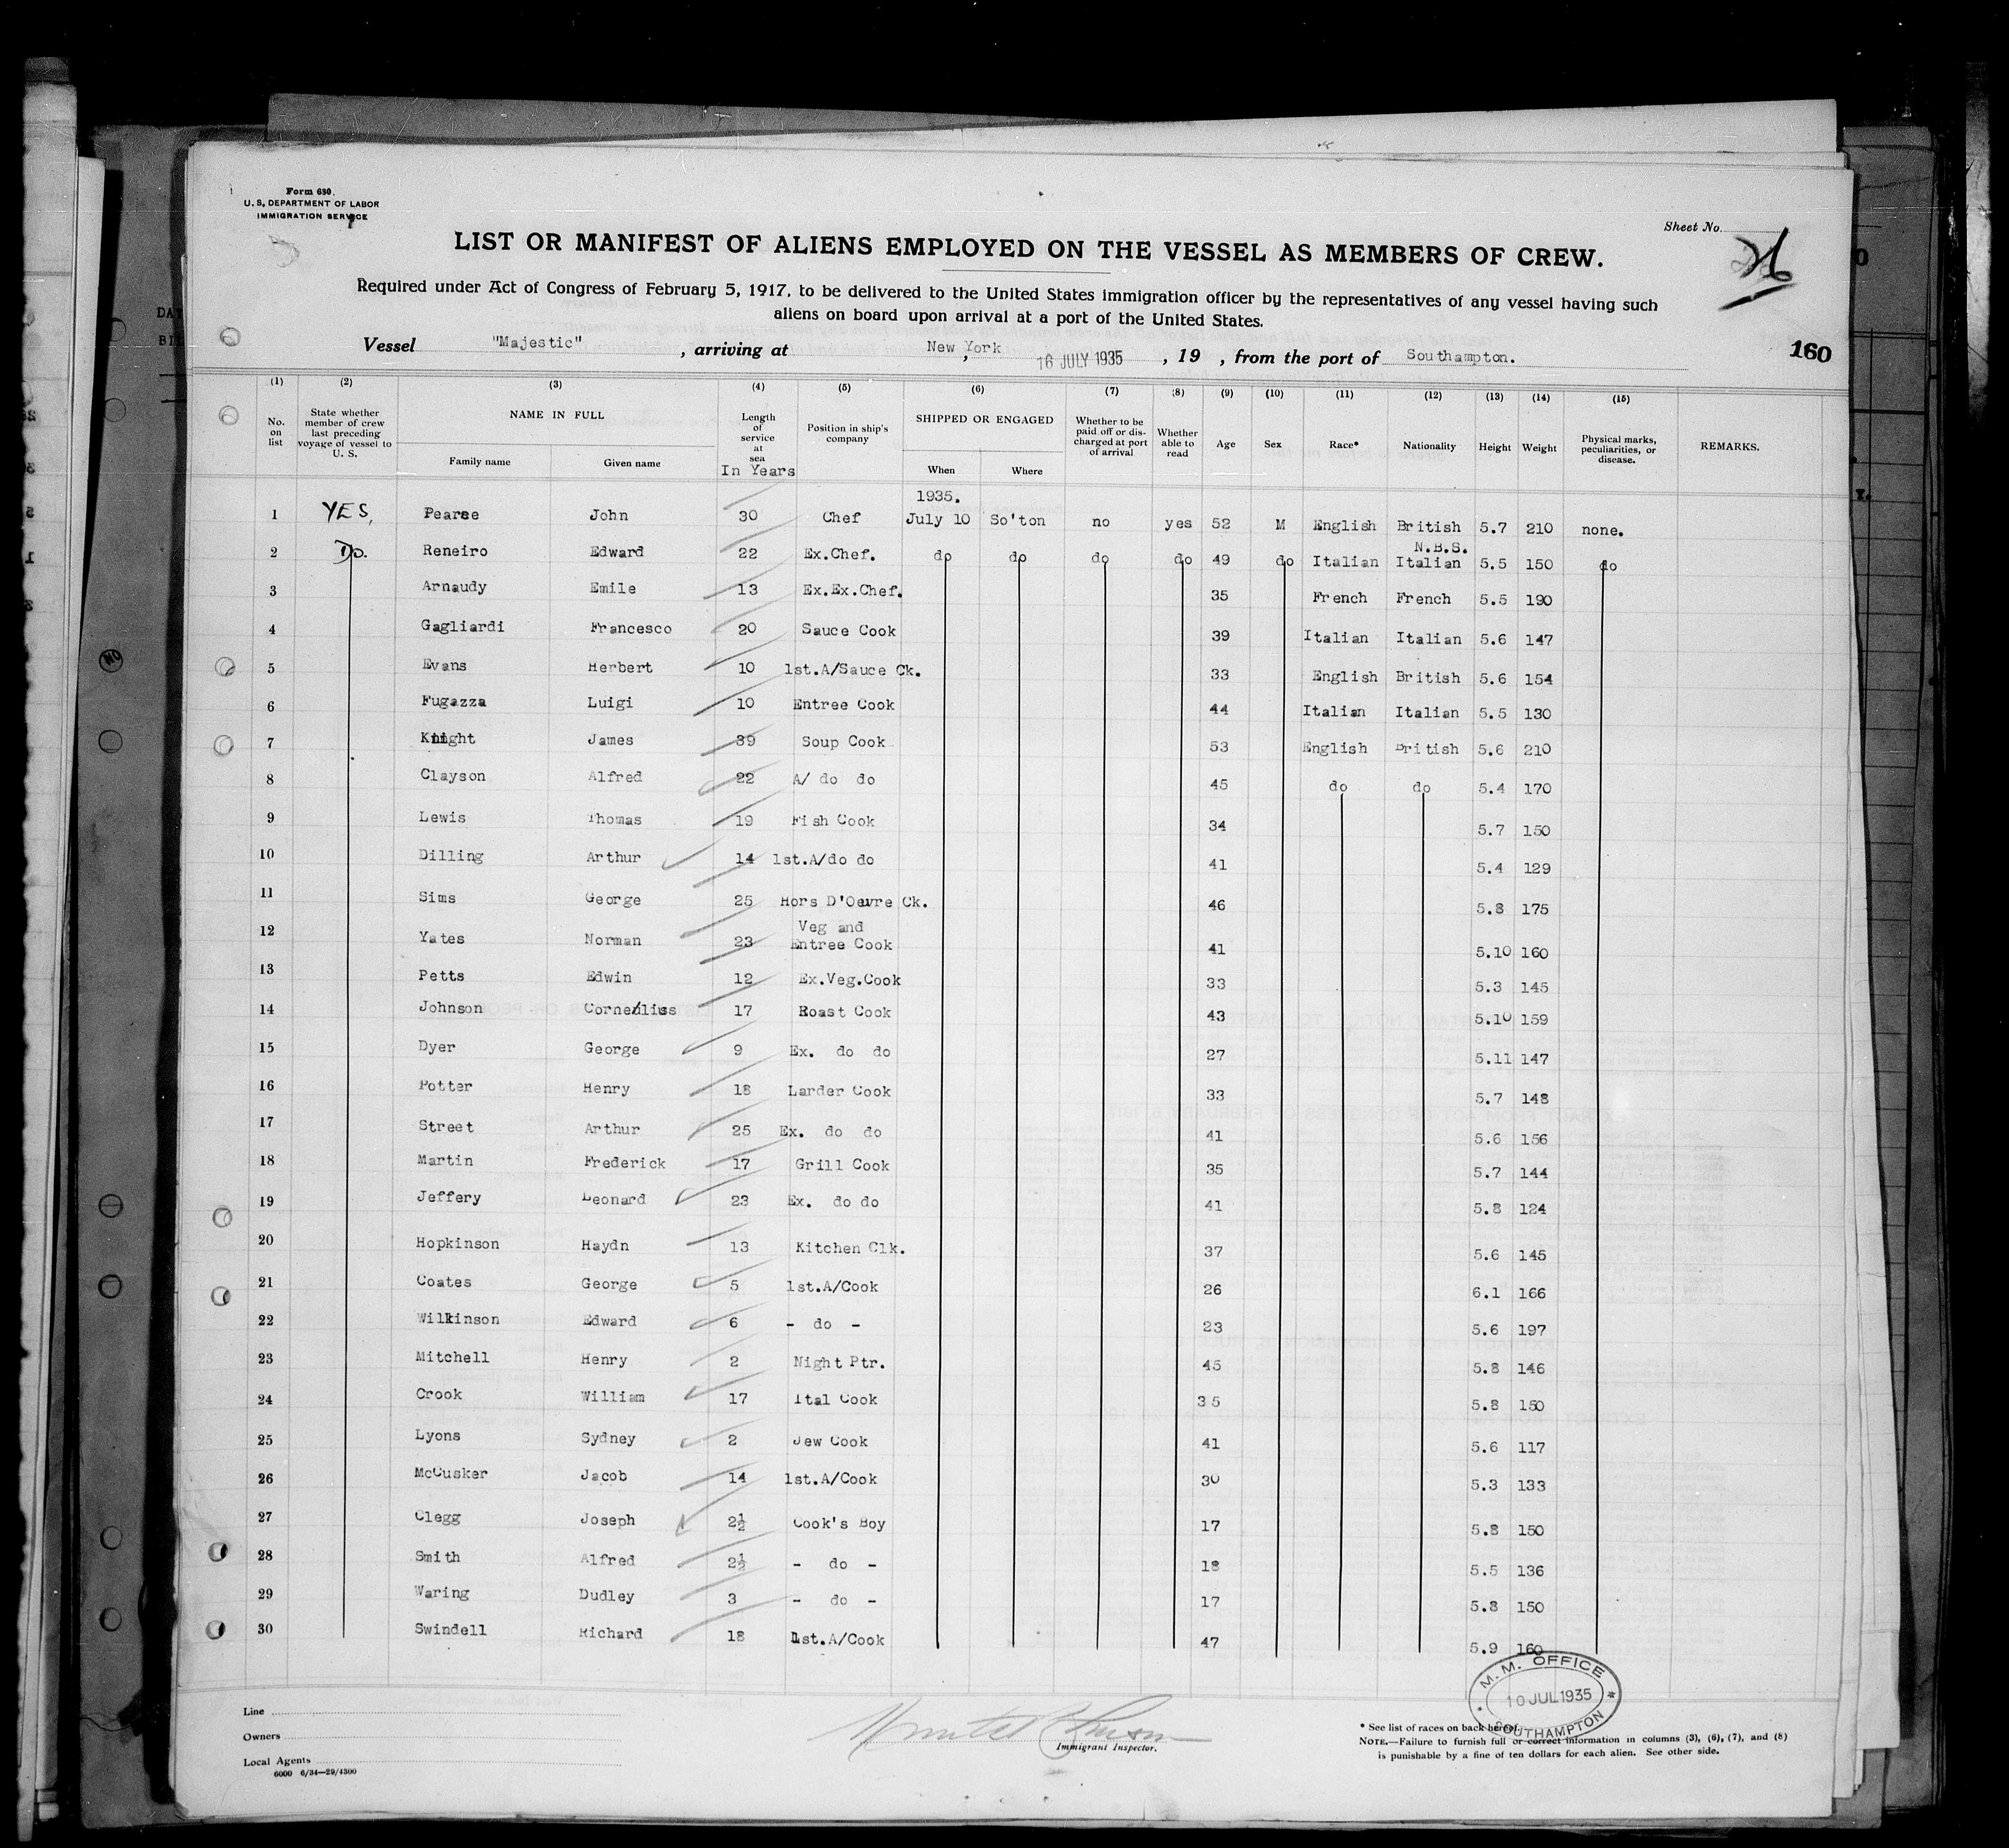 Form 630.
U. S. DEPARTMENT OF LABOR
IMMIGRATION SERVICE
Sheet No.
26
LIST OR MANIFEST OF ALIENS EMPLOYED ON THE VESSEL AS MEMBERS OF CREW.
Required under Act of Congress of February 5, 1917, to be delivered to the United States immigration officer by the representatives of any vessel having such
aliens on board upon arrival at a port of the United States.
Vessel "Majestic" , arriving at New York, 16 JULY 1935 , 19 , from the port of Southampton. 160
(1) (2) (3) (4) (5) (6) (7) (8) (9) (10) (11) (12) (13) (14) (15)
No. on list State whether member of crew last preceding voyage of vessel to U. S. NAME IN FULL Family name Given name Length of service at sea In Years Position in ship's company SHIPPED OR ENGAGED When Where Whether to be paid off or discharged at port of arrival Whether able to read Age Sex Race* Nationality Height Weight Physical marks, peculiarities, or disease. REMARKS.
1935.
1 YES, Pearse John 30 Chef July 10 So'ton no yes 52 M English British 5.7 210 none.
N.B.S.
2 Do. Reneiro Edward 22 Ex.Chef. do do do do 49 do Italian Italian 5.5 150 do
3 Arnaudy Emile 13 Ex.Ex.Chef. 35 French French 5.5 190
4 Gagliardi Francesco 20 Sauce Cook 39 Italian Italian 5.6 147
5 Evans Herbert 10 1st.A/Sauce Ck. 33 English British 5.6 154
6 Fugazza Luigi 10 Entree Cook 44 Italian Italian 5.5 130
7 Knight James 39 Soup Cook 53 English British 5.6 210
8 Clayson Alfred 22 A/ do do 45 do do 5.4 170
9 Lewis Thomas 19 Fish Cook 34 5.7 150
10 Dilling Arthur 14 1st.A/do do 41 5.4 129
11 Sims George 25 Hors D'Oevre Ck. 46 5.8 175
12 Yates Norman 23 Veg and Entree Cook 41 5.10 160
13 Petts Edwin 12 Ex.Veg.Cook 33 5.3 145
14 Johnson Cornelius 17 Roast Cook 43 5.10 159
15 Dyer George 9 Ex. do do 27 5.11 147
16 Potter Henry 18 Larder Cook 33 5.7 148
17 Street Arthur 25 Ex. do do 41 5.6 156
18 Martin Frederick 17 Grill Cook 35 5.7 144
19 Jeffery Leonard 23 Ex. do do 41 5.8 124
20 Hopkinson Haydn 13 Kitchen Clk. 37 5.6 145
21 Coates George 5 1st.A/Cook 26 6.1 166
22 Wilkinson Edward 6 - do - 23 5.6 197
23 Mitchell Henry 2 Night Ptr. 45 5.8 146
24 Crook William 17 Ital Cook 35 5.8 150
25 Lyons Sydney 2 Jew Cook 41 5.6 117
26 McCusker Jacob 14 1st.A/Cook 30 5.3 133
27 Clegg Joseph 2½ Cook's Boy 17 5.8 150
28 Smith Alfred 2½ - do - 18 5.5 136
29 Waring Dudley 3 - do - 17 5.8 150
30 Swindell Richard 18 1st.A/Cook 47 5.9 160
M. M. OFFICE
10 JUL 1935
SOUTHAMPTON
Line
Owners
Local Agents
6000 6/34—29/4300
Immigrant Inspector.
* See list of races on back hereof.
NOTE.—Failure to furnish full or correct information in columns (3), (6), (7), and (8)
is punishable by a fine of ten dollars for each alien. See other side.